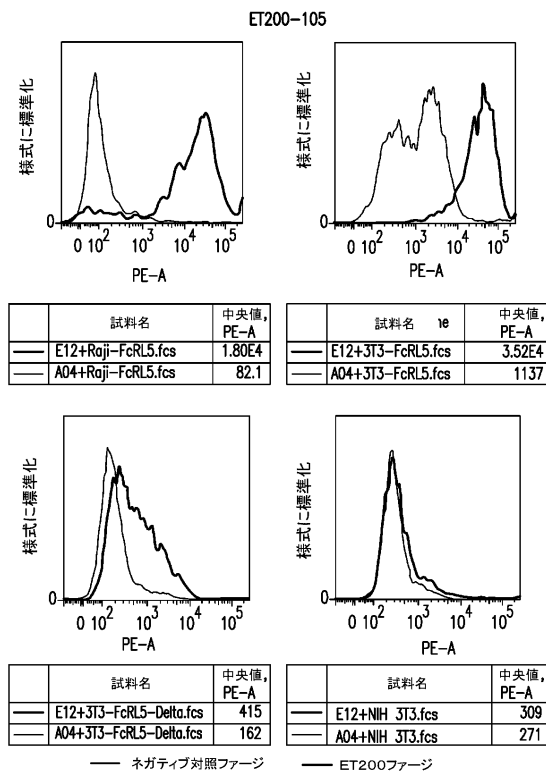 ET200-105
様式に標準化
0
0 10² 10³ 10⁴ 10⁵
PE-A
様式に標準化
0
0 10² 10³ 10⁴ 10⁵
PE-A
試料名 中央値, PE-A
E12+Raji-FcRL5.fcs 1.80E4
A04+Raji-FcRL5.fcs 82.1
試料名 ne 中央値, PE-A
E12+3T3-FcRL5.fcs 3.52E4
A04+3T3-FcRL5.fcs 1137
様式に標準化
0
0 10² 10³ 10⁴ 10⁵
PE-A
様式に標準化
0
0 10² 10³ 10⁴ 10⁵
PE-A
試料名 中央値, PE-A
E12+3T3-FcRL5-Delta.fcs 415
A04+3T3-FcRL5-Delta.fcs 162
試料名 中央値, PE-A
E12+NIH 3T3.fcs 309
A04+NIH 3T3.fcs 271
ネガティブ対照ファージ ET200ファージ